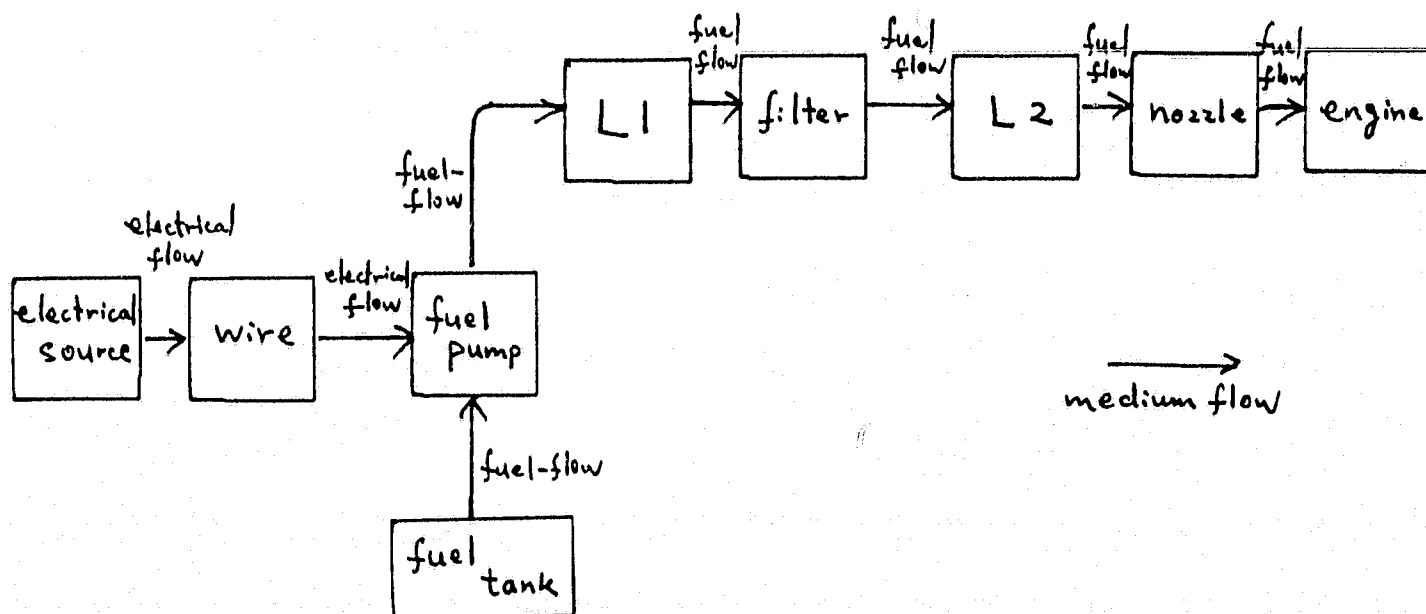 fuel
flow
fuel
flow
fuel
flow
fuel
flow
L1
filter
L2
nozzle
engine
fuel-
flow
electrical
flow
electrical
flow
electrical
source
wire
fuel
pump
medium flow
fuel-flow
fuel
tank